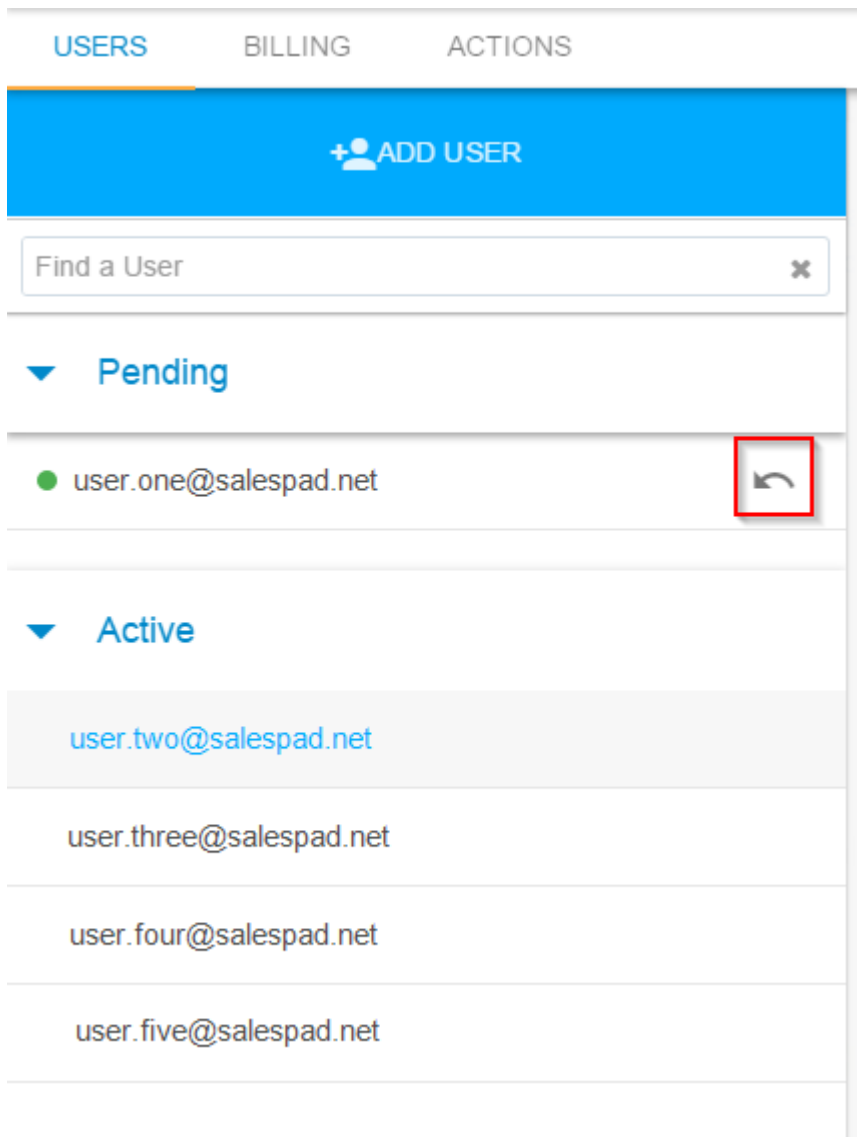 USERS BILLING ACTIONS
ADD USER
Find a User
Pending
user.one@salespad.net
Active
user.two@salespad.net
user.three@salespad.net
user.four@salespad.net
user.five@salespad.net